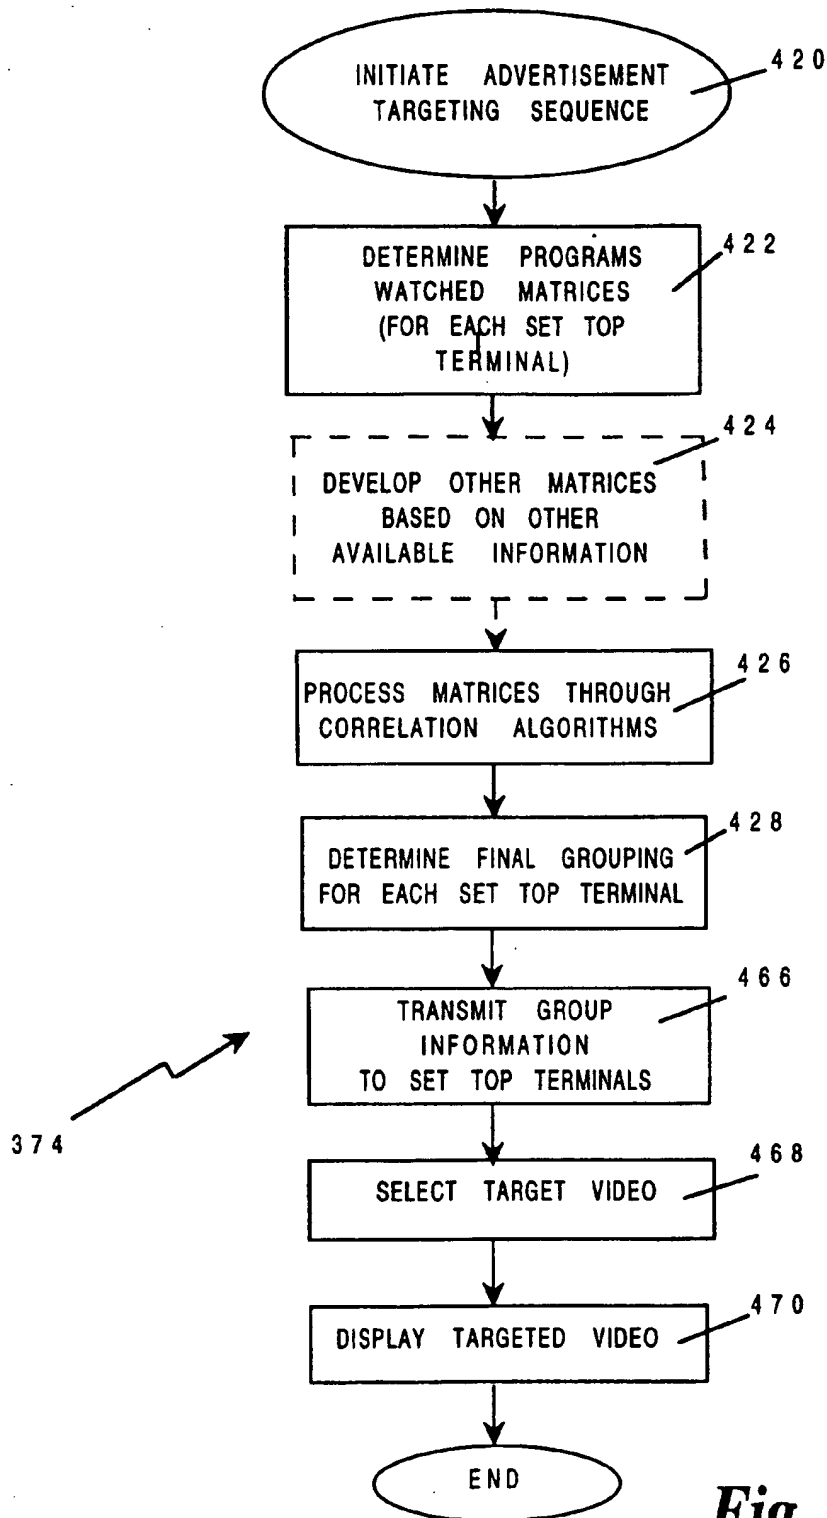 INITIATE ADVERTISEMENT
TARGETING SEQUENCE
420
DETERMINE PROGRAMS
WATCHED MATRICES
(FOR EACH SET TOP
TERMINAL)
422
424
DEVELOP OTHER MATRICES
BASED ON OTHER
AVAILABLE INFORMATION
426
PROCESS MATRICES THROUGH
CORRELATION ALGORITHMS
428
DETERMINE FINAL GROUPING
FOR EACH SET TOP TERMINAL
466
TRANSMIT GROUP
INFORMATION
TO SET TOP TERMINALS
374
468
SELECT TARGET VIDEO
470
DISPLAY TARGETED VIDEO
END
Fig